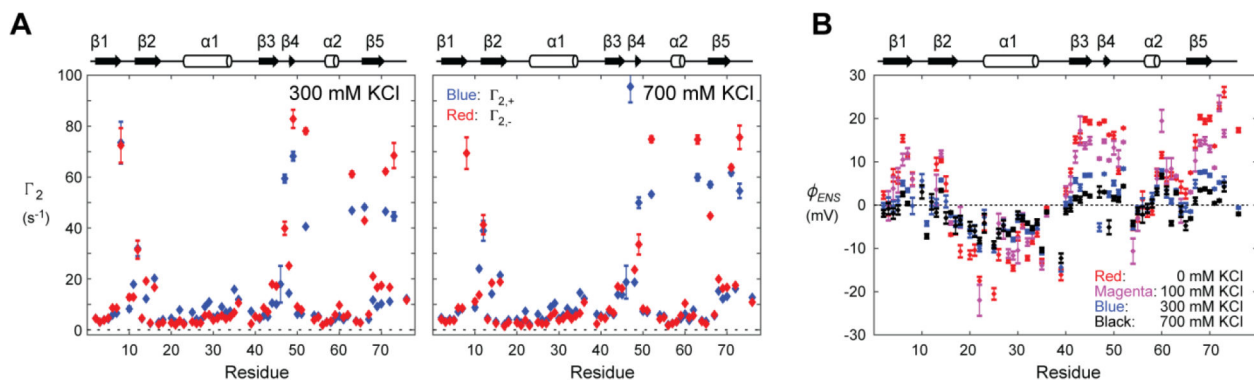 A
B
β1 β2 α1 β3 β4 α2 β5
β1 β2 α1 β3 β4 α2 β5
β1 β2 α1 β3 β4 α2 β5
300 mM KCl
700 mM KCl
Blue: Γ2,+
Red: Γ2,-
Γ2
(s-1)
100
80
60
40
20
0
10 20 30 40 50 60 70
Residue
10 20 30 40 50 60 70
Residue
ϕENS
(mV)
30
20
10
0
-10
-20
-30
Red: 0 mM KCl
Magenta: 100 mM KCl
Blue: 300 mM KCl
Black: 700 mM KCl
10 20 30 40 50 60 70
Residue